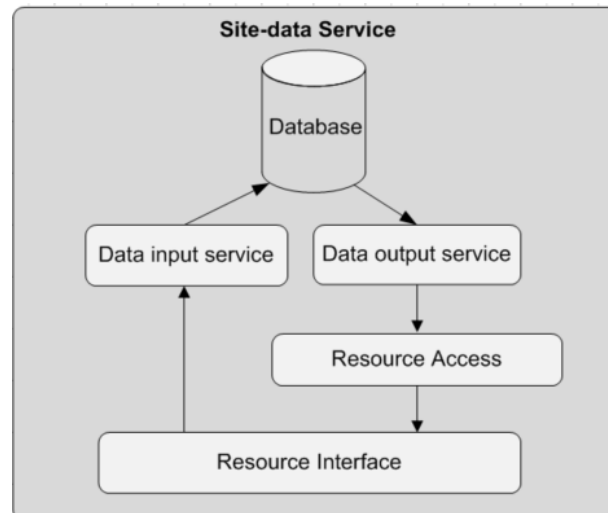 Site-data Service
Database
Data input service
Data output service
Resource Access
Resource Interface